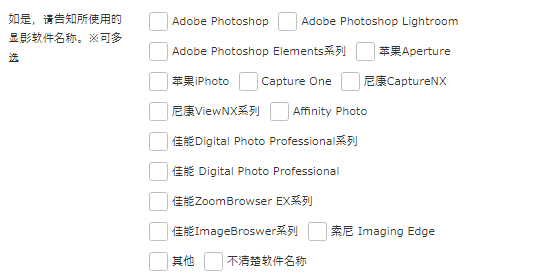 如是，请告知所使用的
显影软件名称。※可多
选
Adobe Photoshop Adobe Photoshop Lightroom
Adobe Photoshop Elements系列 苹果Aperture
苹果iPhoto Capture One 尼康CaptureNX
尼康ViewNX系列 Affinity Photo
佳能Digital Photo Professional系列
佳能 Digital Photo Professional
佳能ZoomBrowser EX系列
佳能ImageBroswer系列 索尼 Imaging Edge
其他 不清楚软件名称